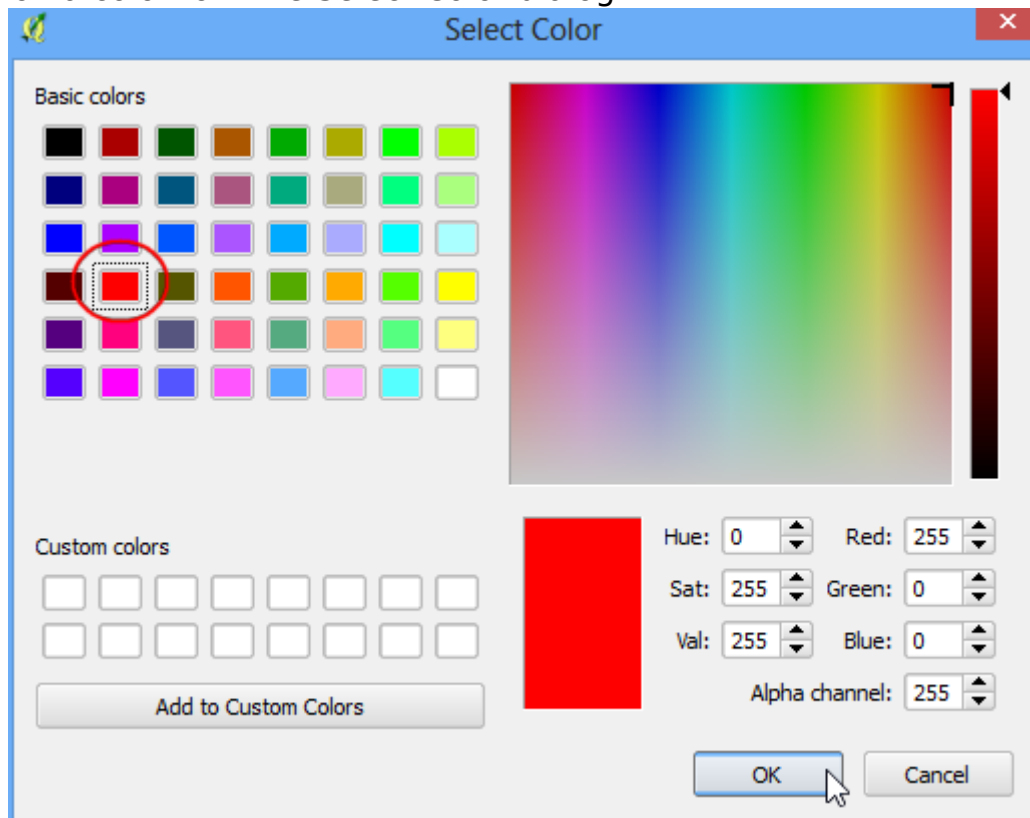 Select Color
Basic colors
Custom colors
Add to Custom Colors
Hue: 0 Red: 255
Sat: 255 Green: 0
Val: 255 Blue: 0
Alpha channel: 255
OK Cancel